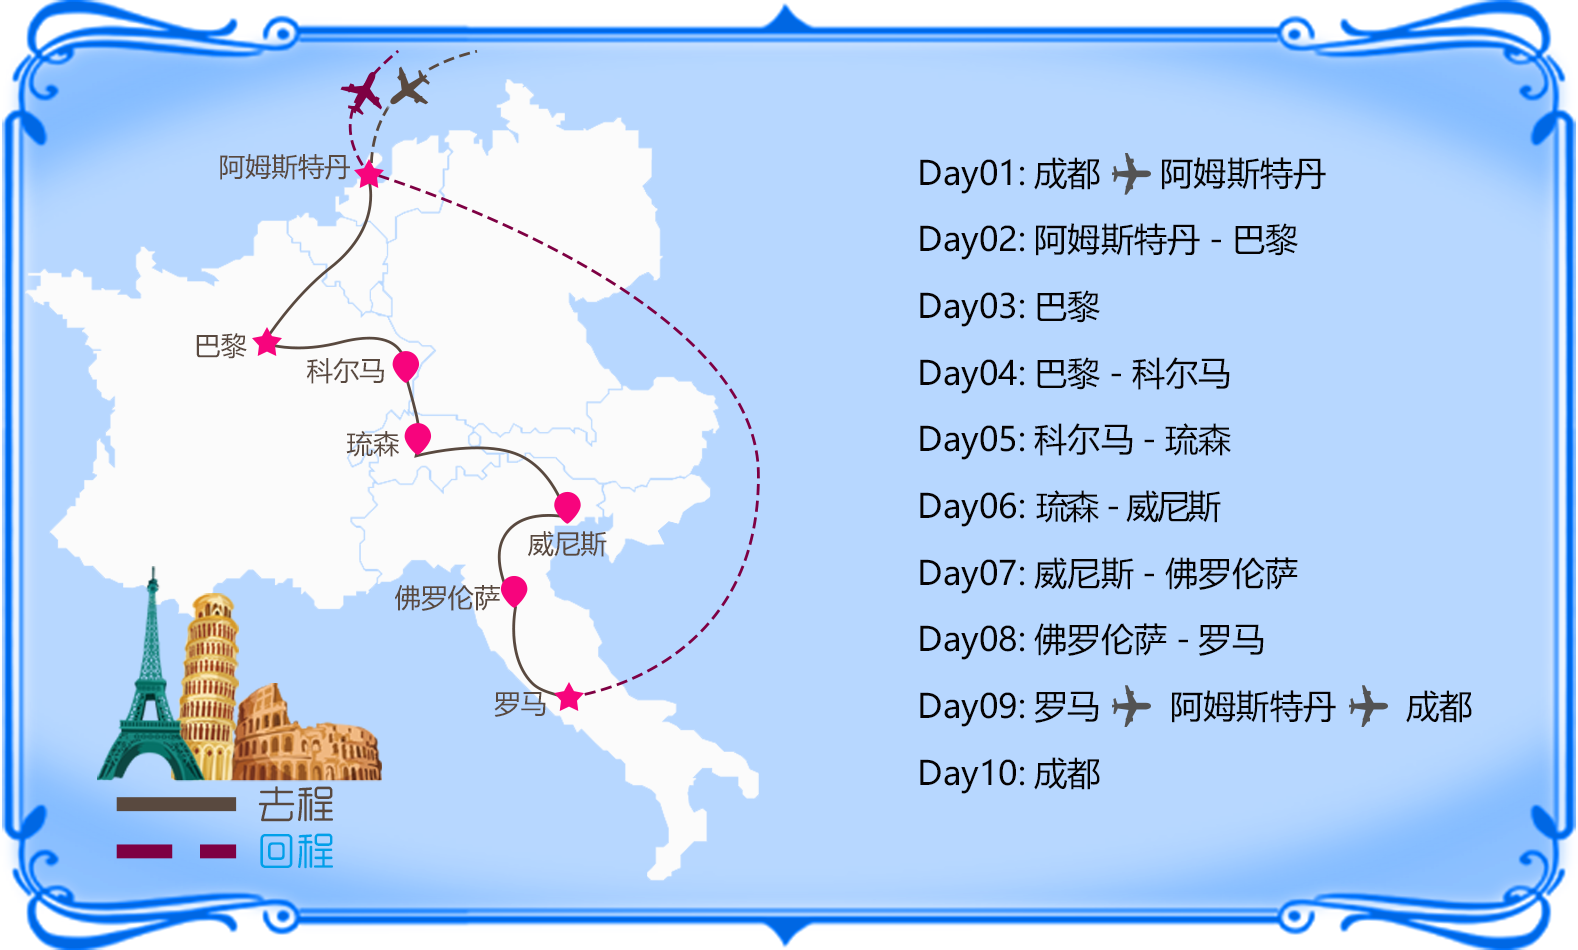 阿姆斯特丹
巴黎
科尔马
琉森
威尼斯
佛罗伦萨
罗马
去程
回程
Day01: 成都 阿姆斯特丹
Day02: 阿姆斯特丹 - 巴黎
Day03: 巴黎
Day04: 巴黎 - 科尔马
Day05: 科尔马 - 琉森
Day06: 琉森 - 威尼斯
Day07: 威尼斯 - 佛罗伦萨
Day08: 佛罗伦萨 - 罗马
Day09: 罗马 阿姆斯特丹 成都
Day10: 成都